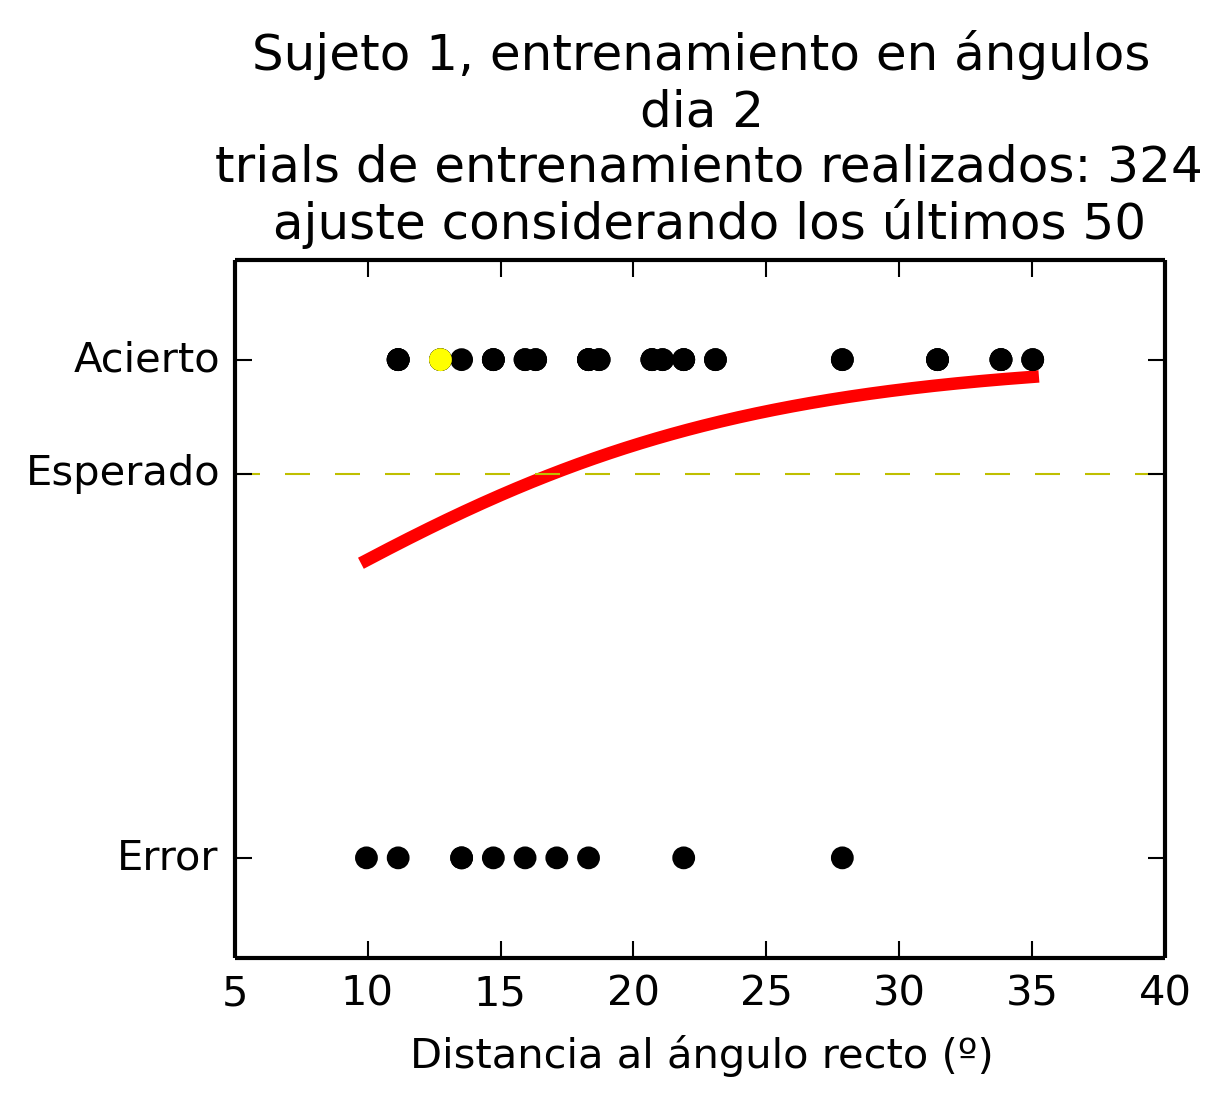 Sujeto 1, entrenamiento en ángulos
dia 2
trials de entrenamiento realizados: 324
ajuste considerando los últimos 50
Acierto
Esperado
Error
5 10 15 20 25 30 35 40
Distancia al ángulo recto (º)